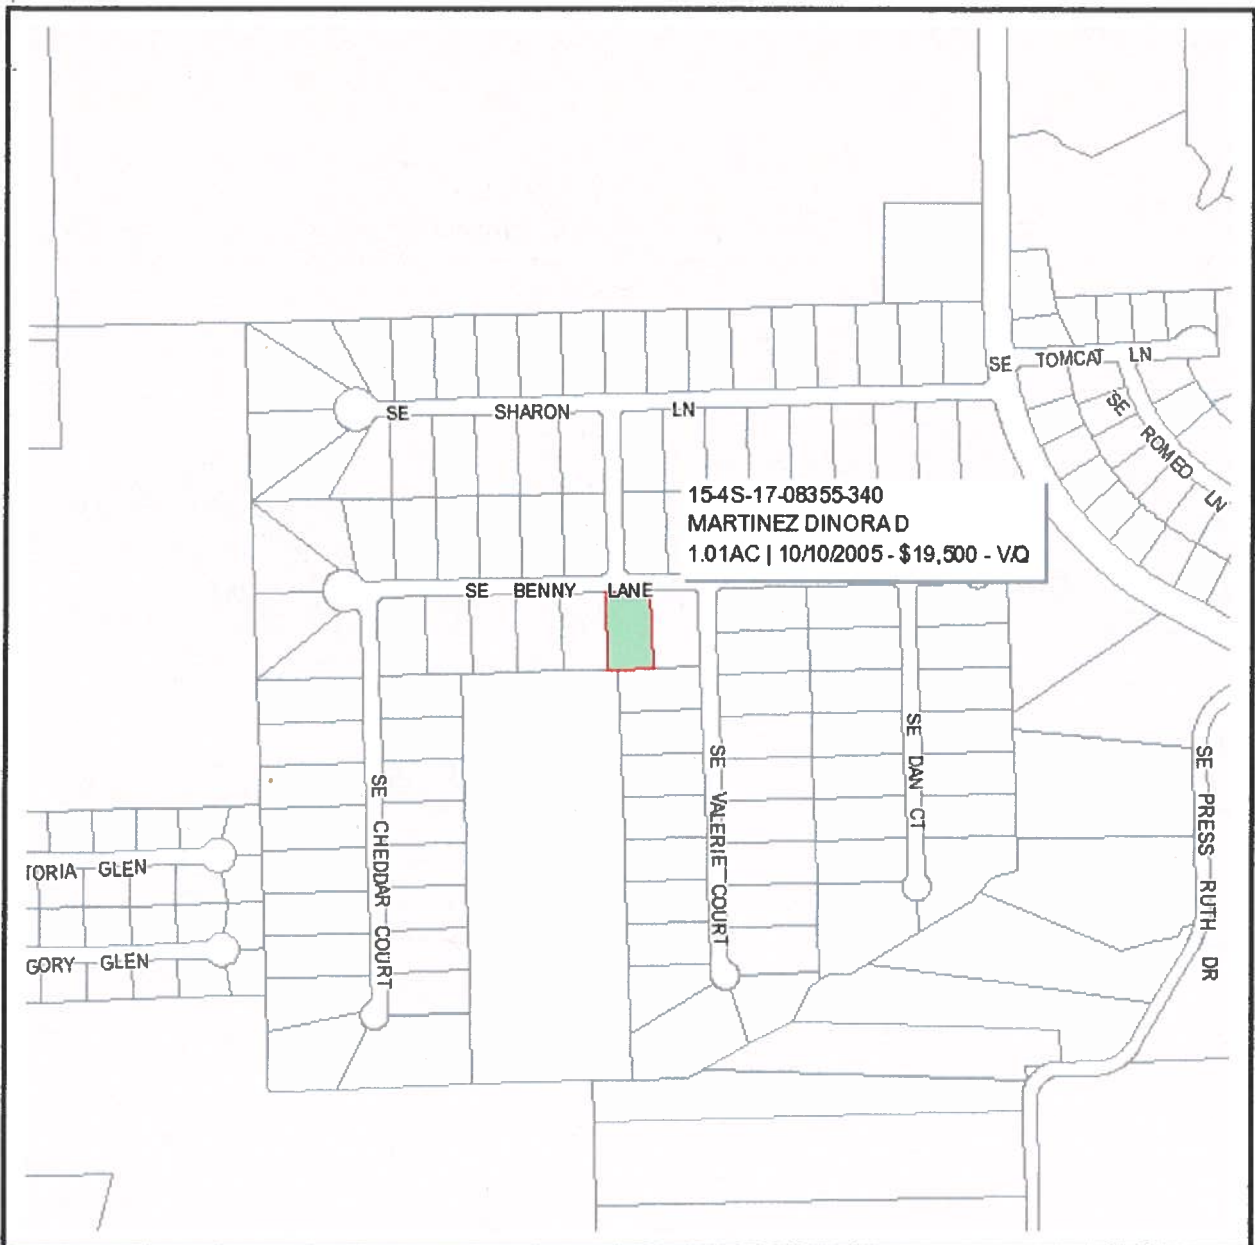 SE TOMCAT LN
SE SHARON LN
SE ROMEO LN
15-4S-17-08355-340
MARTINEZ DINORA D
1.01AC | 10/10/2005 - $19,500 - V/Q
SE BENNY LANE
SE DAN CT
SE VALERIE COURT
SE PRESS RUTH DR
SE CHEDDAR COURT
TORIA GLEN
GORY GLEN